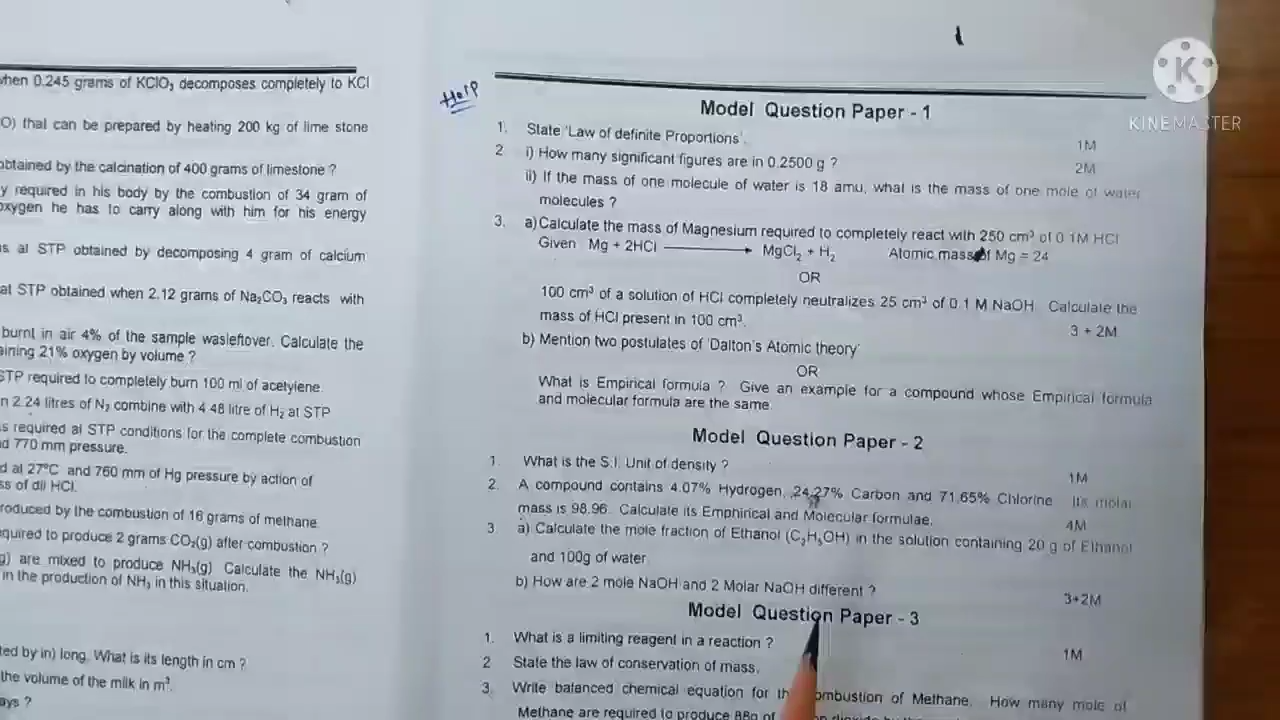 when 0.245 grams of KClO₃ decomposes completely to KCl
O) that can be prepared by heating 200 kg of lime stone
obtained by the calcination of 400 grams of limestone ?
y required in his body by the combustion of 34 gram of
oxygen he has to carry along with him for his energy
s at STP obtained by decomposing 4 gram of calcium
at STP obtained when 2.12 grams of Na₂CO₃ reacts with
burnt in air 4% of the sample wasleftover. Calculate the
aining 21% oxygen by volume ?
STP required to completely burn 100 ml of acetylene.
n 2.24 litres of N₂ combine with 4.48 litre of H₂ at STP
s required at STP conditions for the complete combustion
d 770 mm pressure.
d at 27°C and 760 mm of Hg pressure by action of
ss of dil HCl.
roduced by the combustion of 16 grams of methane.
equired to produce 2 grams CO₂(g) after combustion ?
g) are mixed to produce NH₃(g) Calculate the NH₃(g)
in the production of NH₃ in this situation.
ted by in) long. What is its length in cm ?
the volume of the milk in m³.
ays ?
Help
KINEMASTER
Model Question Paper - 1
1. State 'Law of definite Proportions'. 1M
2 i) How many significant figures are in 0.2500 g ? 2M
ii) If the mass of one molecule of water is 18 amu, what is the mass of one mole of water
molecules ?
3. a) Calculate the mass of Magnesium required to completely react with 250 cm³ of 0.1M HCl
Given Mg + 2HCl ⟶ MgCl₂ + H₂ Atomic mass of Mg = 24
OR
100 cm³ of a solution of HCl completely neutralizes 25 cm³ of 0.1 M NaOH Calculate the
mass of HCl present in 100 cm³. 3 + 2M
b) Mention two postulates of 'Dalton's Atomic theory'
OR
What is Empirical formula ? Give an example for a compound whose Empirical formula
and molecular formula are the same.
Model Question Paper - 2
1. What is the S.I. Unit of density ? 1M
2. A compound contains 4.07% Hydrogen, 24.27% Carbon and 71.65% Chlorine Its molar
mass is 98.96. Calculate its Emphirical and Molecular formulae. 4M
3. a) Calculate the mole fraction of Ethanol (C₂H₅OH) in the solution containing 20 g of Ethanol
and 100g of water.
b) How are 2 mole NaOH and 2 Molar NaOH different ? 3+2M
Model Question Paper - 3
1. What is a limiting reagent in a reaction ? 1M
2 State the law of conservation of mass.
3. Write balanced chemical equation for combustion of Methane. How many mole of
Methane are required to produce 88g of